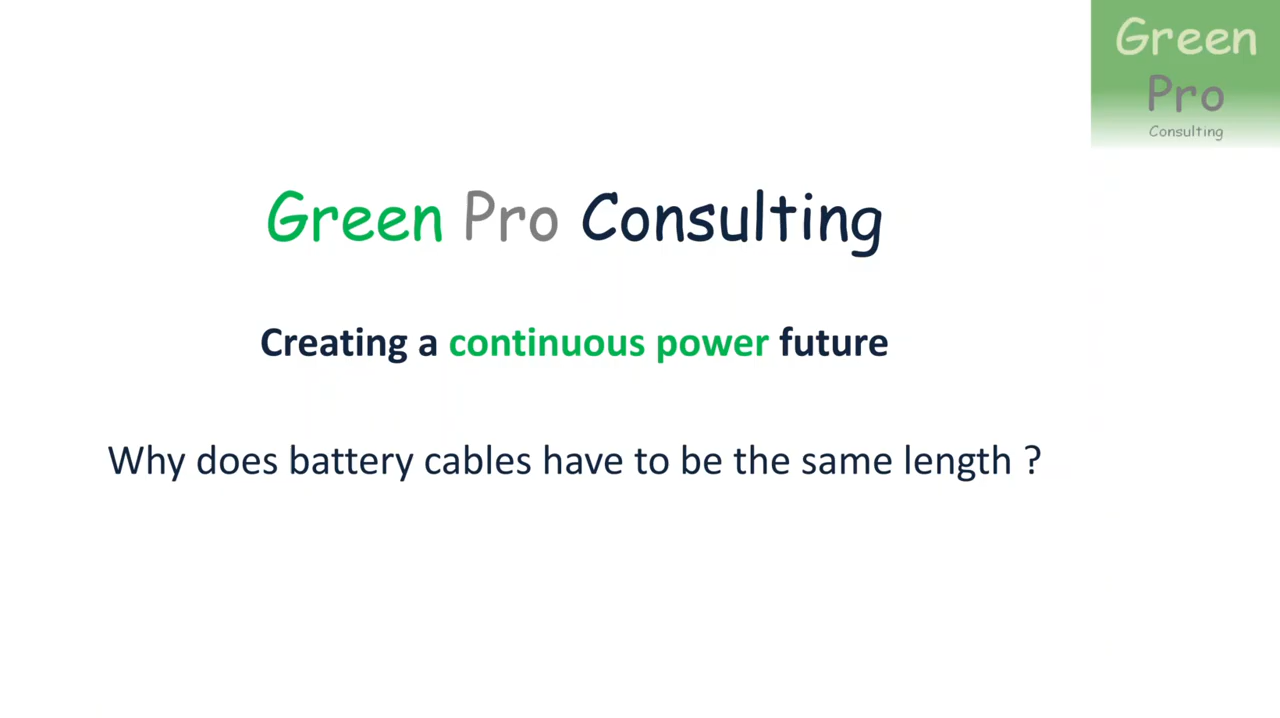 Green
Pro
Consulting
Green Pro Consulting
Creating a continuous power future
Why does battery cables have to be the same length ?